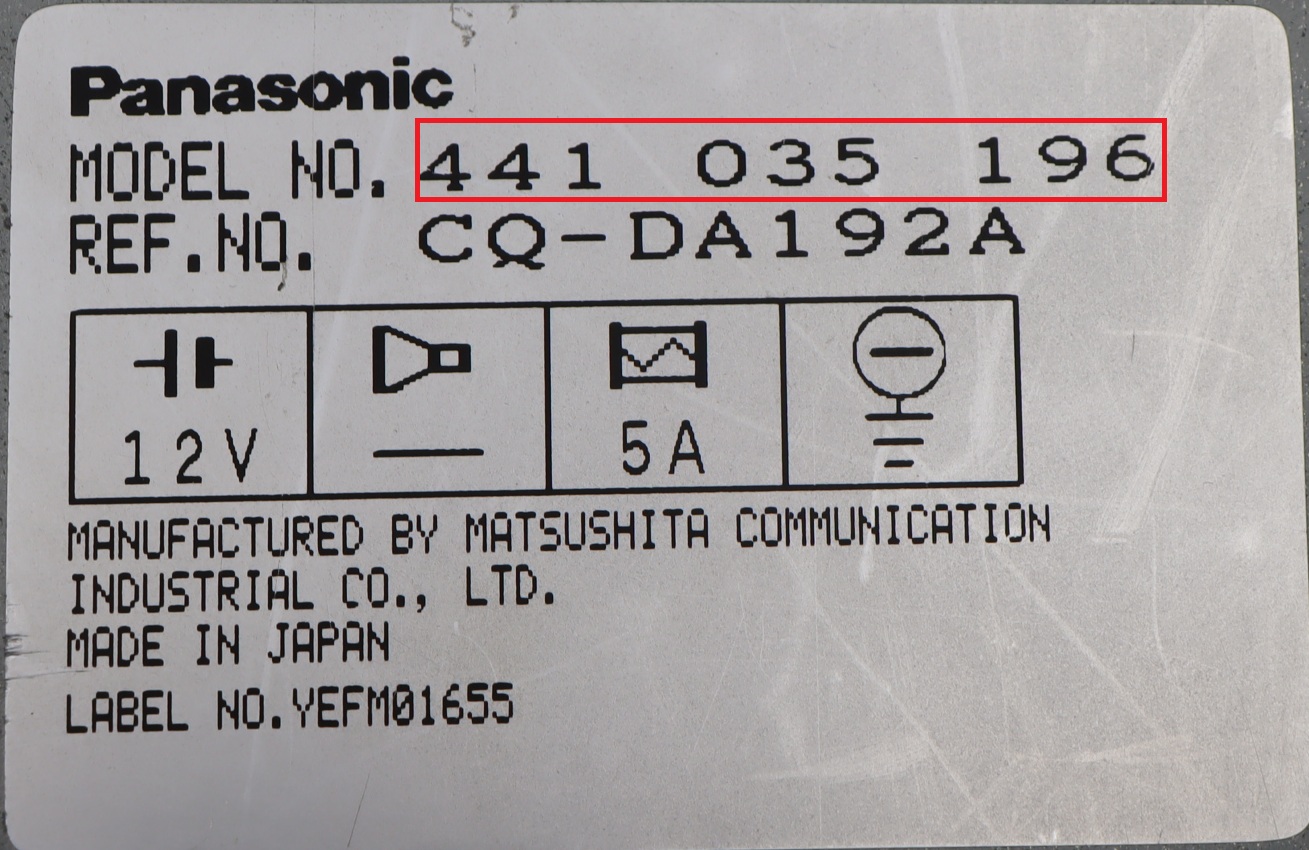 Panasonic
MODEL NO. 441 035 196
REF.NO. CQ-DA192A
12V 5A
MANUFACTURED BY MATSUSHITA COMMUNICATION
INDUSTRIAL CO., LTD.
MADE IN JAPAN
LABEL NO.YEFM01655